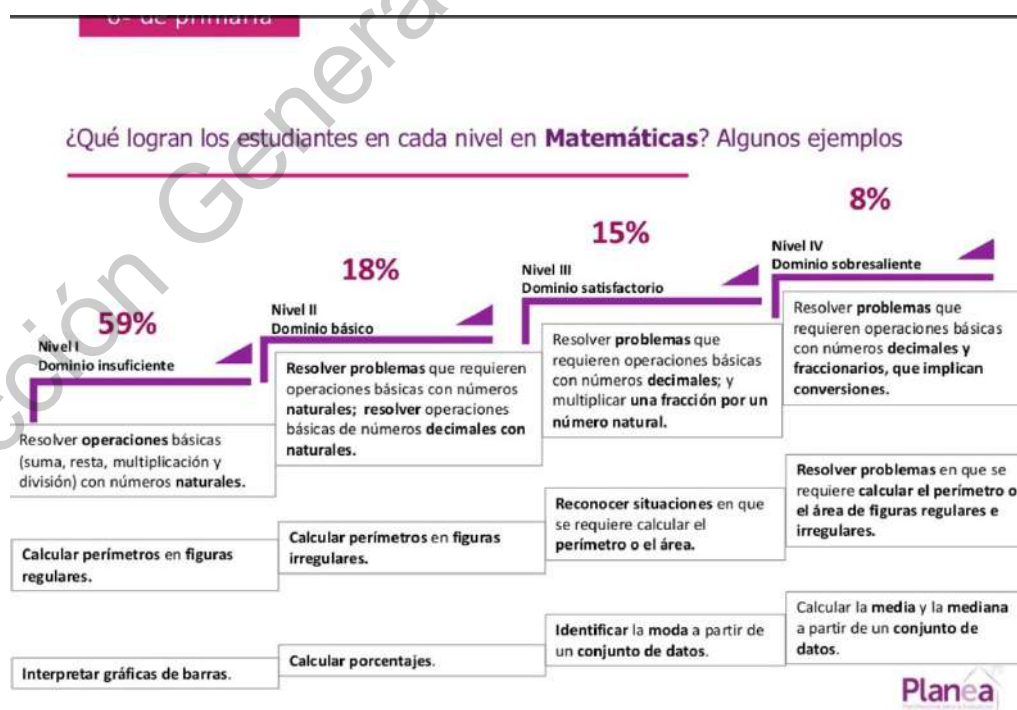 6º de primaria
¿Qué logran los estudiantes en cada nivel en Matemáticas? Algunos ejemplos
59%
Nivel I
Dominio insuficiente
Resolver operaciones básicas
(suma, resta, multiplicación y
división) con números naturales.
Calcular perímetros en figuras
regulares.
Interpretar gráficas de barras.
18%
Nivel II
Dominio básico
Resolver problemas que requieren
operaciones básicas con números
naturales; resolver operaciones
básicas de números decimales con
naturales.
Calcular perímetros en figuras
irregulares.
Calcular porcentajes.
15%
Nivel III
Dominio satisfactorio
Resolver problemas que
requieren operaciones básicas
con números decimales; y
multiplicar una fracción por un
número natural.
Reconocer situaciones en que
se requiere calcular el
perímetro o el área.
Identificar la moda a partir de
un conjunto de datos.
8%
Nivel IV
Dominio sobresaliente
Resolver problemas que
requieren operaciones básicas
con números decimales y
fraccionarios, que implican
conversiones.
Resolver problemas en que se
requiere calcular el perímetro o
el área de figuras regulares e
irregulares.
Calcular la media y la mediana
a partir de un conjunto de
datos.
Planea
cción Genera